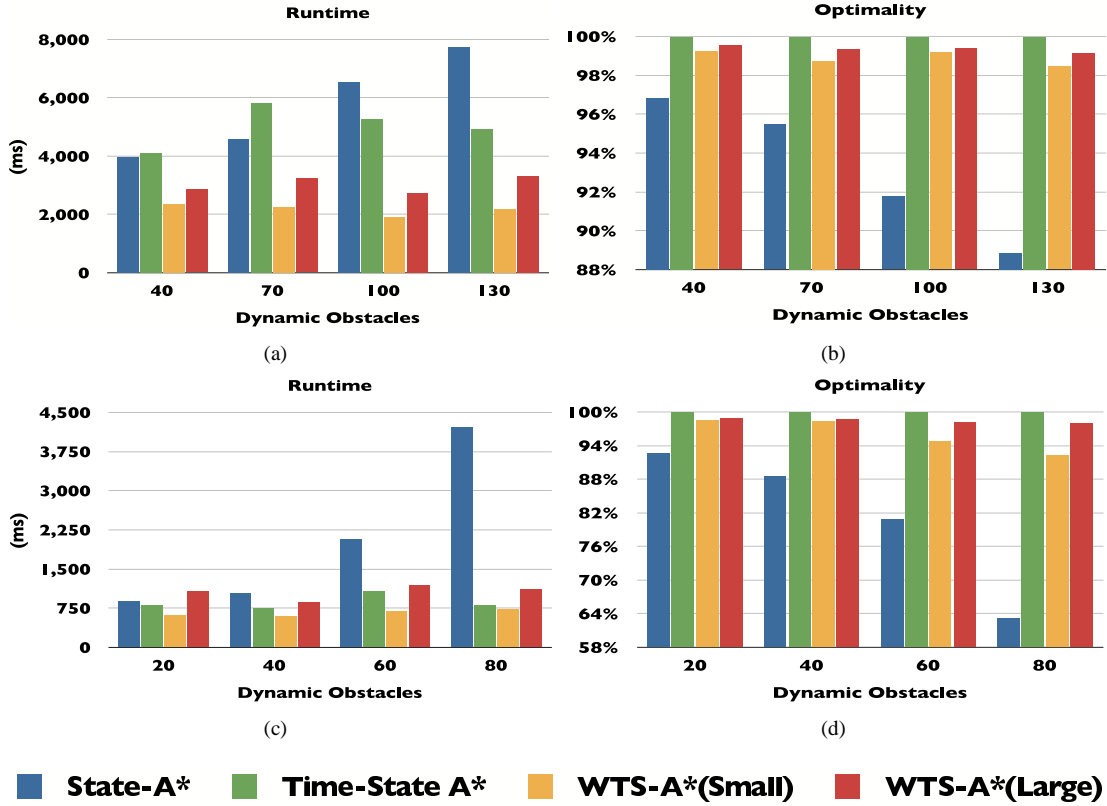 Runtime
8,000
6,000
4,000
2,000
0
(ms)
40 70 100 130
Dynamic Obstacles
(a)
Optimality
100%
98%
96%
94%
92%
90%
88%
40 70 100 130
Dynamic Obstacles
(b)
Runtime
4,500
3,750
3,000
2,250
1,500
750
0
(ms)
20 40 60 80
Dynamic Obstacles
(c)
Optimality
100%
94%
88%
82%
76%
70%
64%
58%
20 40 60 80
Dynamic Obstacles
(d)
State-A* Time-State A* WTS-A*(Small) WTS-A*(Large)